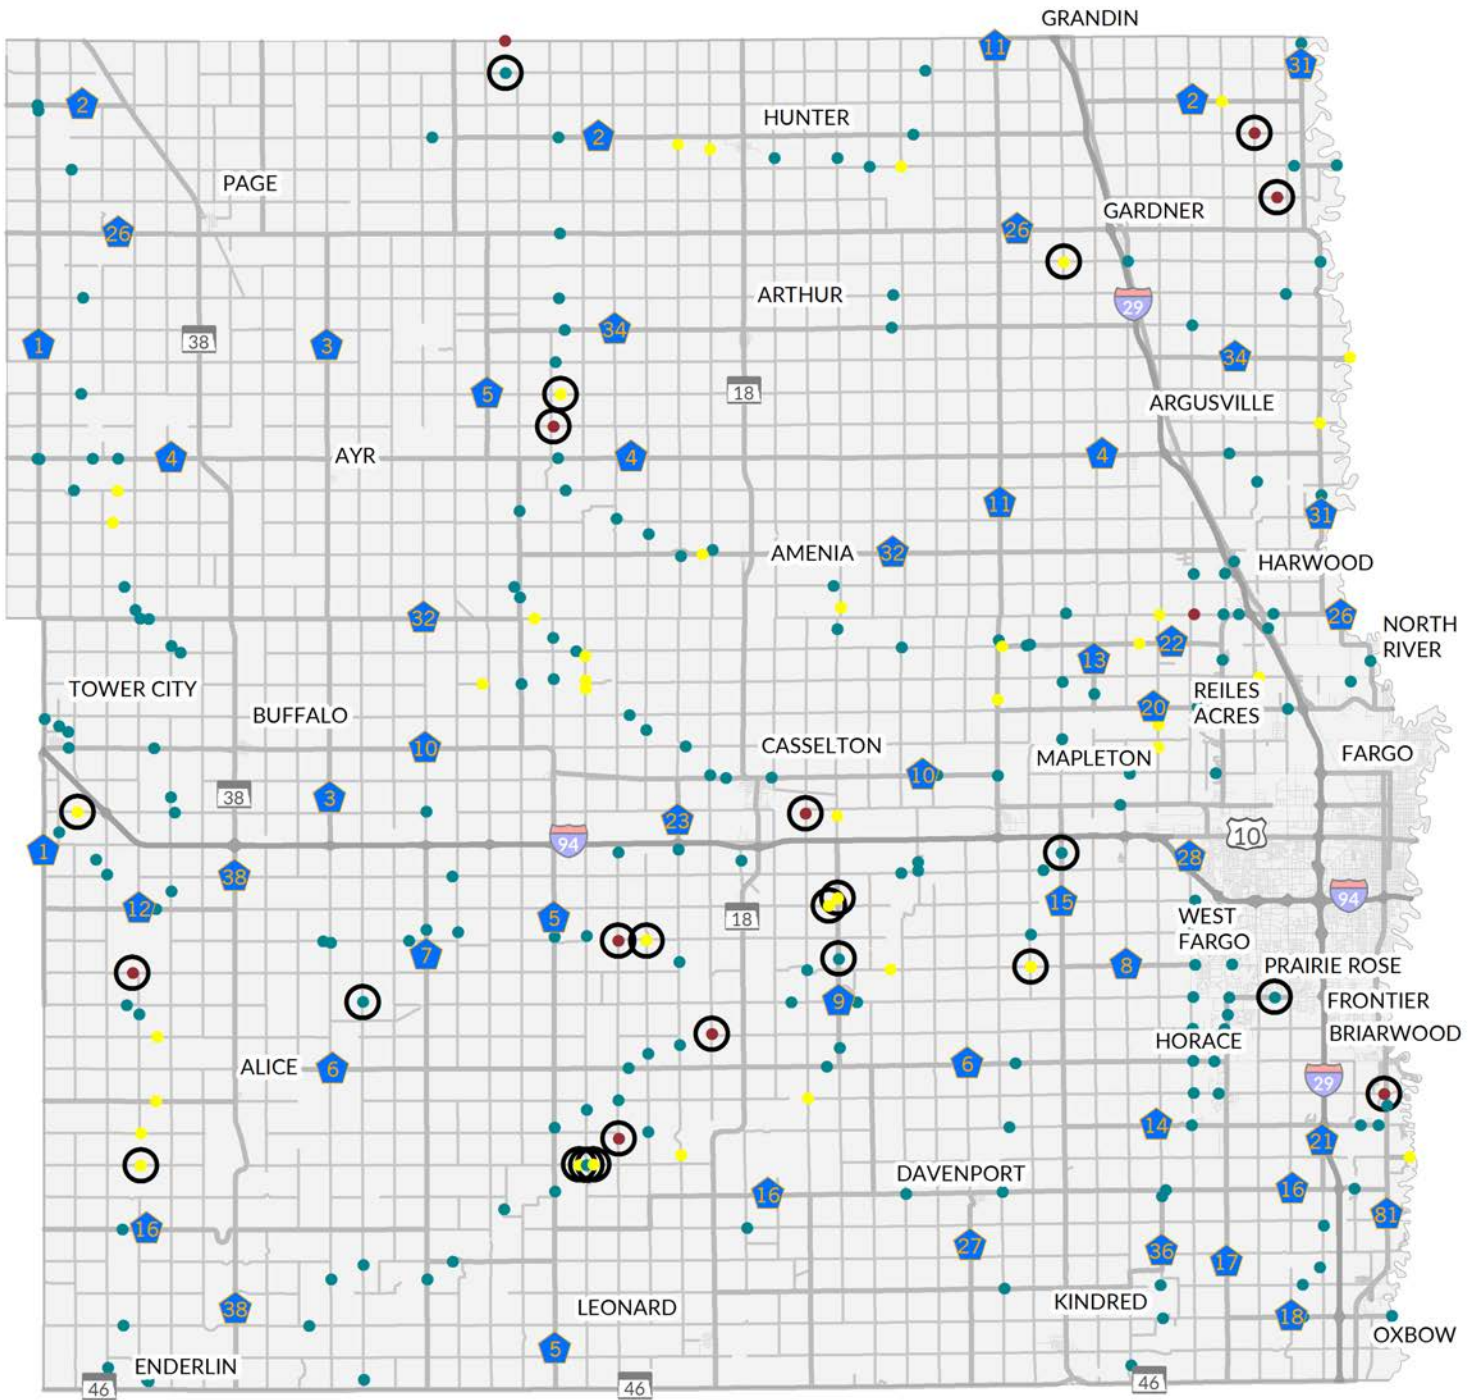 GRANDIN
11
31
2
2
2
HUNTER
PAGE
GARDNER
26
26
ARTHUR
29
34
1
38
3
34
5
18
ARGUSVILLE
4
AYR
4
4
11
31
AMENIA
32
HARWOOD
32
26
NORTH
RIVER
22
13
TOWER CITY
REILES
ACRES
20
BUFFALO
10
CASSELTON
MAPLETON
FARGO
10
38
3
23
94
10
1
28
38
94
12
5
18
15
WEST
FARGO
7
8
PRAIRIE ROSE
9
FRONTIER
BRIARWOOD
HORACE
ALICE
6
6
29
14
21
DAVENPORT
16
16
81
16
27
36
17
38
LEONARD
KINDRED
18
OXBOW
5
ENDERLIN
46
46
46